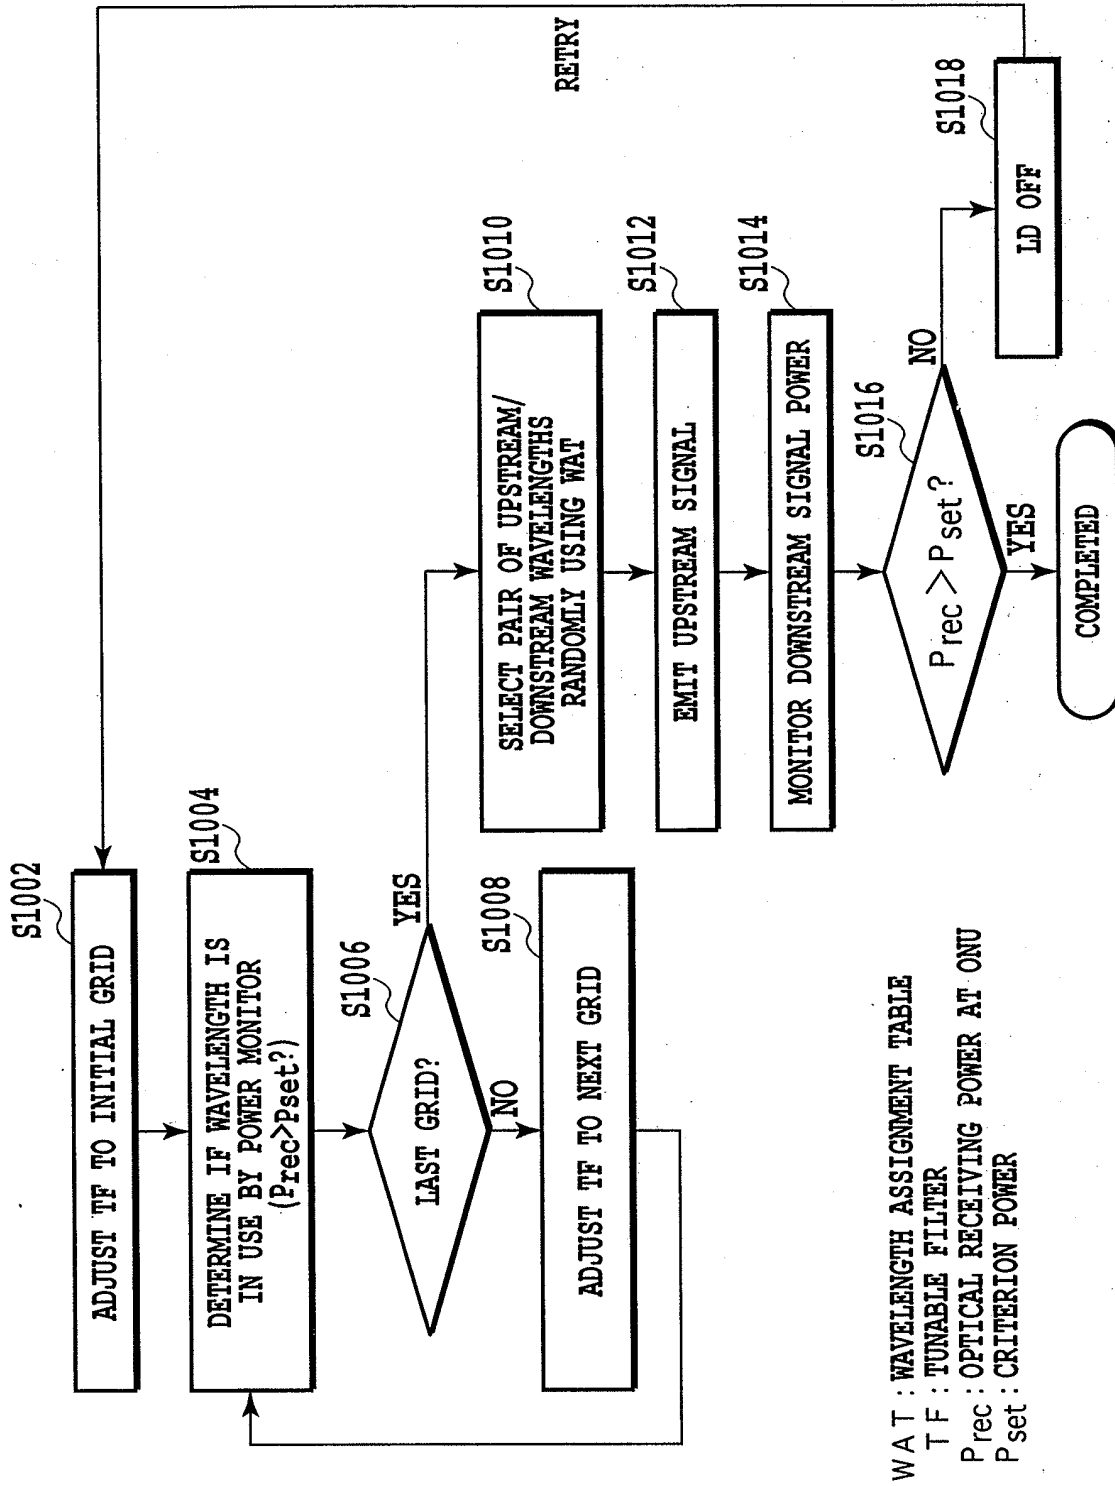 S1002
ADJUST TF TO INITIAL GRID
S1004
DETERMINE IF WAVELENGTH IS
IN USE BY POWER MONITOR
(Prec>Pset?)
S1006
LAST GRID?
YES
NO
S1008
ADJUST TF TO NEXT GRID
S1010
SELECT PAIR OF UPSTREAM/
DOWNSTREAM WAVELENGTHS
RANDOMLY USING WAT
S1012
EMIT UPSTREAM SIGNAL
S1014
MONITOR DOWNSTREAM SIGNAL POWER
S1016
Prec>Pset?
NO
YES
S1018
LD OFF
RETRY
COMPLETED
WAT : WAVELENGTH ASSIGNMENT TABLE
TF : TUNABLE FILTER
Prec : OPTICAL RECEIVING POWER AT ONU
Pset : CRITERION POWER